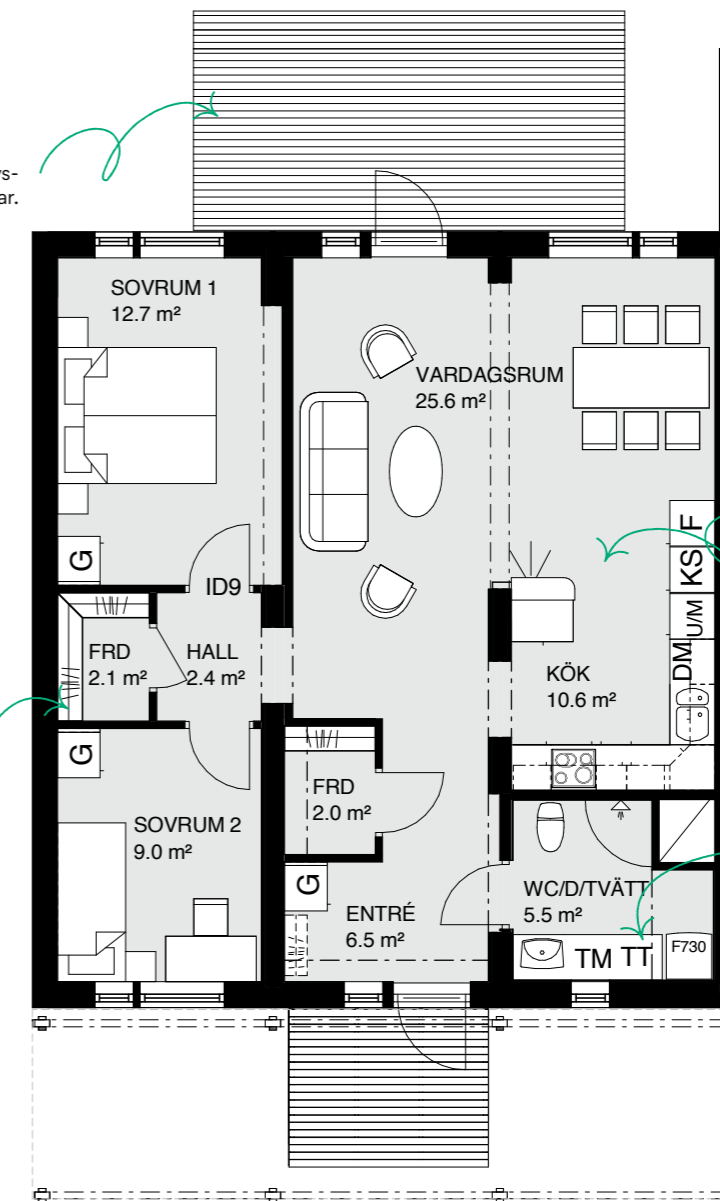 vs-
ar.
SOVRUM 1
12.7 m²
VARDAGSRUM
25.6 m²
G
ID9
F
KS
U/M
DM
FRD
2.1 m²
HALL
2.4 m²
KÖK
10.6 m²
G
FRD
2.0 m²
SOVRUM 2
9.0 m²
G
ENTRÉ
6.5 m²
WC/D/TVÄTT
5.5 m²
TM TT
F730